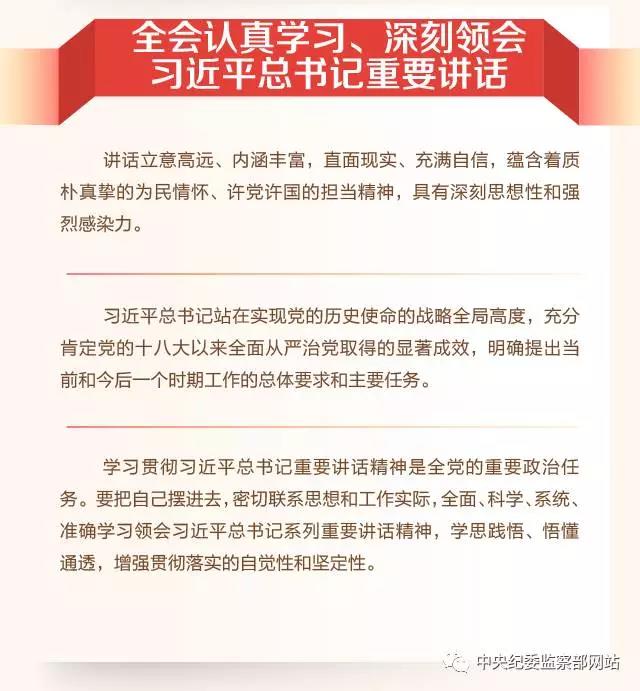 全会认真学习、深刻领会
习近平总书记重要讲话
讲话立意高远、内涵丰富，直面现实、充满自信，蕴含着质
朴真挚的为民情怀、许党许国的担当精神，具有深刻思想性和强
烈感染力。
习近平总书记站在实现党的历史使命的战略全局高度，充分
肯定党的十八大以来全面从严治党取得的显著成效，明确提出当
前和今后一个时期工作的总体要求和主要任务。
学习贯彻习近平总书记重要讲话精神是全党的重要政治任
务。要把自己摆进去，密切联系思想和工作实际，全面、科学、系统、
准确学习领会习近平总书记系列重要讲话精神，学思践悟、悟懂
通透，增强贯彻落实的自觉性和坚定性。
中央纪委监察部网站